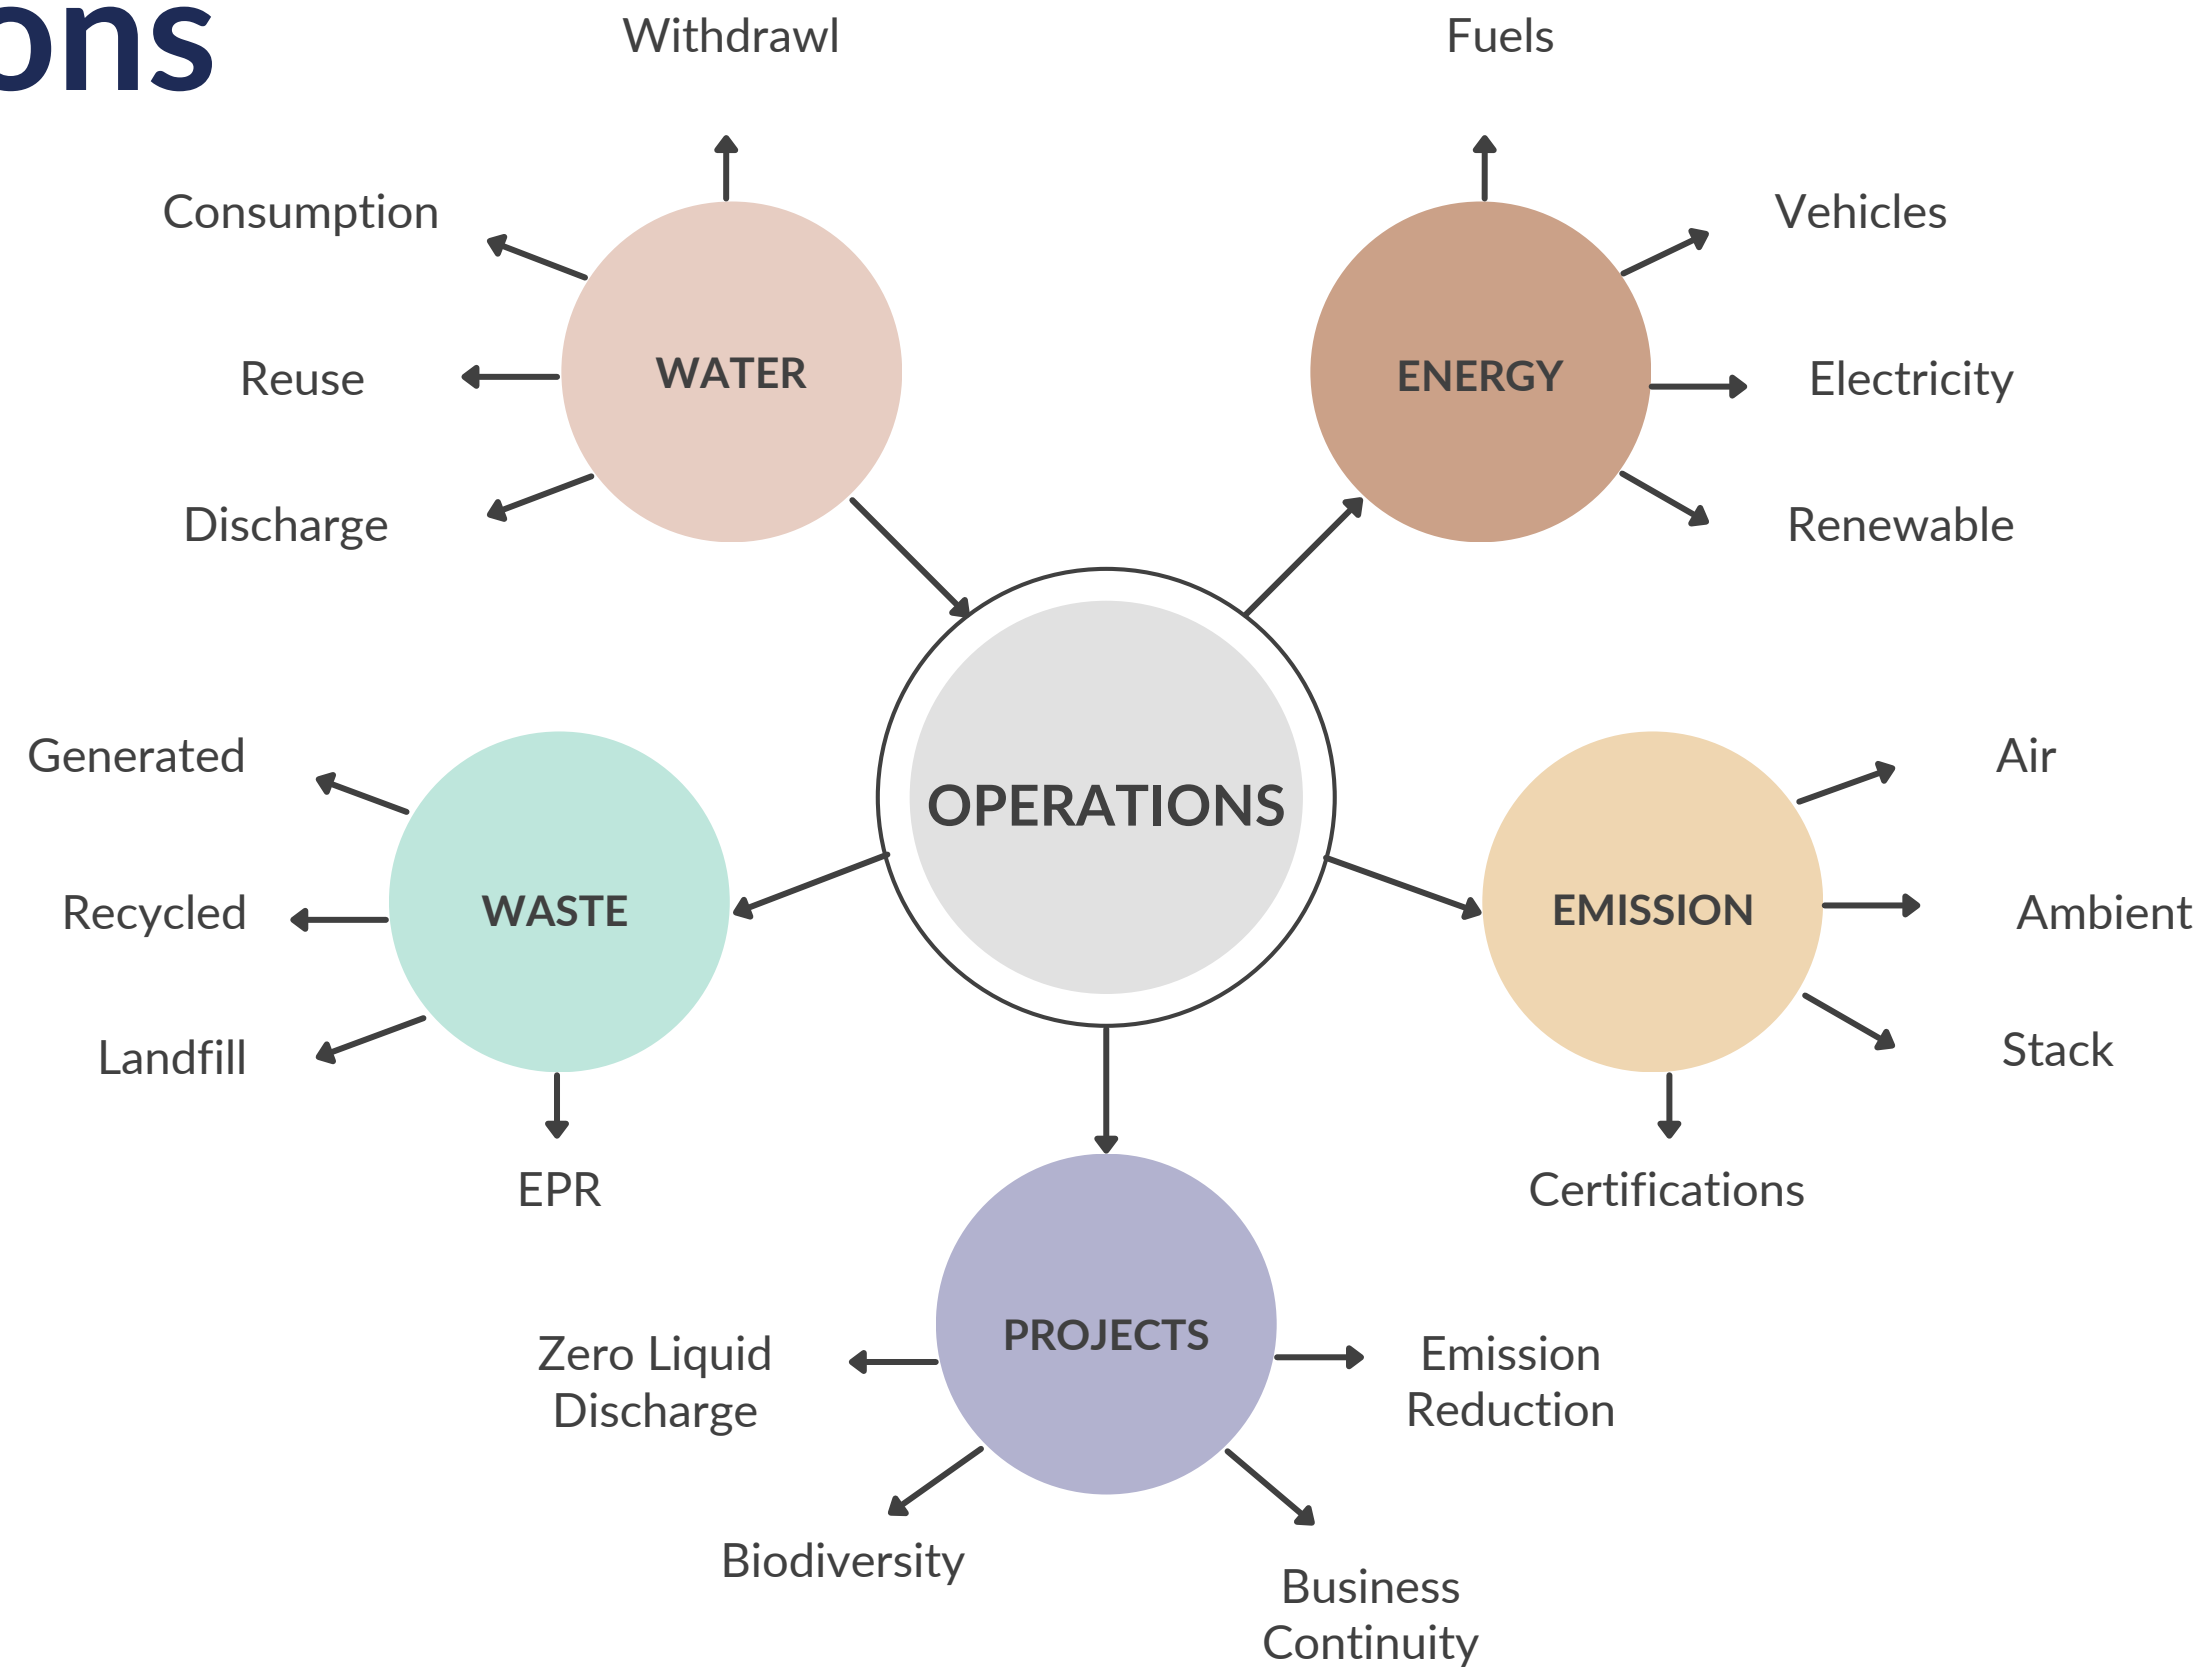 ons
Withdrawl
Fuels
Consumption
Vehicles
Reuse
WATER
ENERGY
Electricity
Discharge
Renewable
Generated
Air
OPERATIONS
Recycled
WASTE
EMISSION
Ambient
Landfill
Stack
EPR
Certifications
PROJECTS
Zero Liquid
Discharge
Emission
Reduction
Biodiversity
Business
Continuity